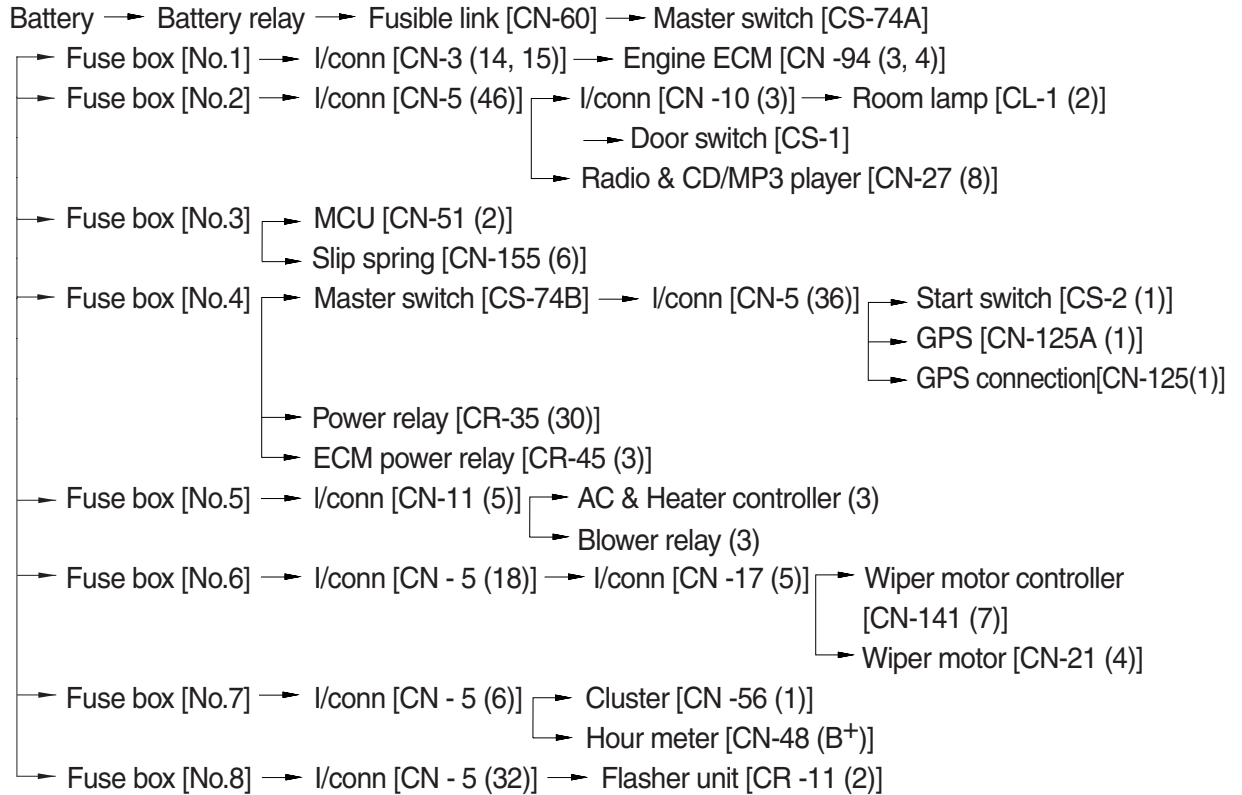 Battery → Battery relay → Fusible link [CN-60] → Master switch [CS-74A]
Fuse box [No.1] → I/conn [CN-3 (14, 15)] → Engine ECM [CN -94 (3, 4)]
Fuse box [No.2] → I/conn [CN-5 (46)] → I/conn [CN -10 (3)] → Room lamp [CL-1 (2)]
→ Door switch [CS-1]
→ Radio & CD/MP3 player [CN-27 (8)]
Fuse box [No.3] → MCU [CN-51 (2)]
→ Slip spring [CN-155 (6)]
Fuse box [No.4] → Master switch [CS-74B] → I/conn [CN-5 (36)] → Start switch [CS-2 (1)]
→ GPS [CN-125A (1)]
→ GPS connection[CN-125(1)]
→ Power relay [CR-35 (30)]
→ ECM power relay [CR-45 (3)]
Fuse box [No.5] → I/conn [CN-11 (5)] → AC & Heater controller (3)
→ Blower relay (3)
Fuse box [No.6] → I/conn [CN - 5 (18)] → I/conn [CN -17 (5)] → Wiper motor controller
[CN-141 (7)]
→ Wiper motor [CN-21 (4)]
Fuse box [No.7] → I/conn [CN - 5 (6)] → Cluster [CN -56 (1)]
→ Hour meter [CN-48 (B+)]
Fuse box [No.8] → I/conn [CN - 5 (32)] → Flasher unit [CR -11 (2)]